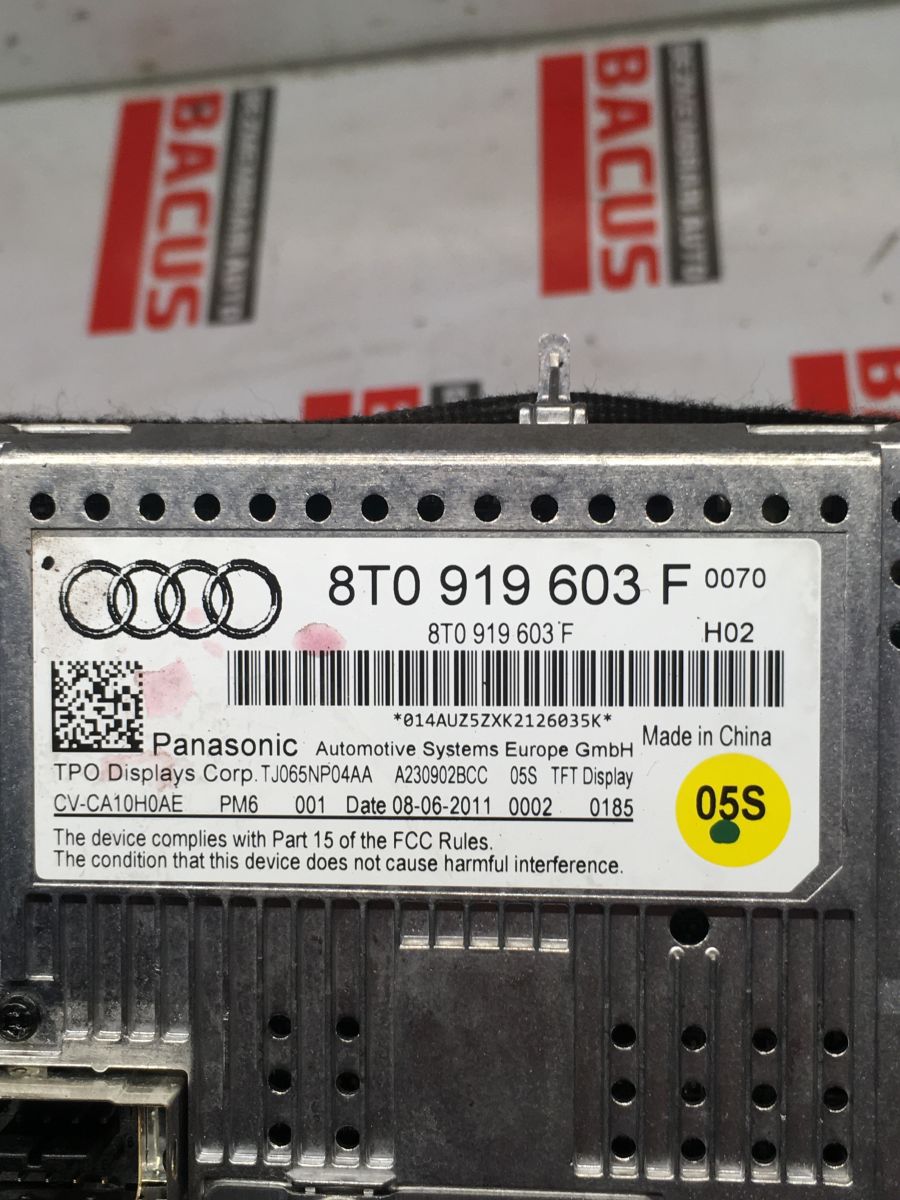 BACUS
BACUS
8T0 919 603 F 0070
8T0 919 603 F H02
*014AUZ5ZXK2126035K*
Panasonic Automotive Systems Europe GmbH Made in China
TPO Displays Corp. TJ065NP04AA A230902BCC 05S TFT Display
CV-CA10H0AE PM6 001 Date 08-06-2011 0002 0185
05S
The device complies with Part 15 of the FCC Rules.
The condition that this device does not cause harmful interference.